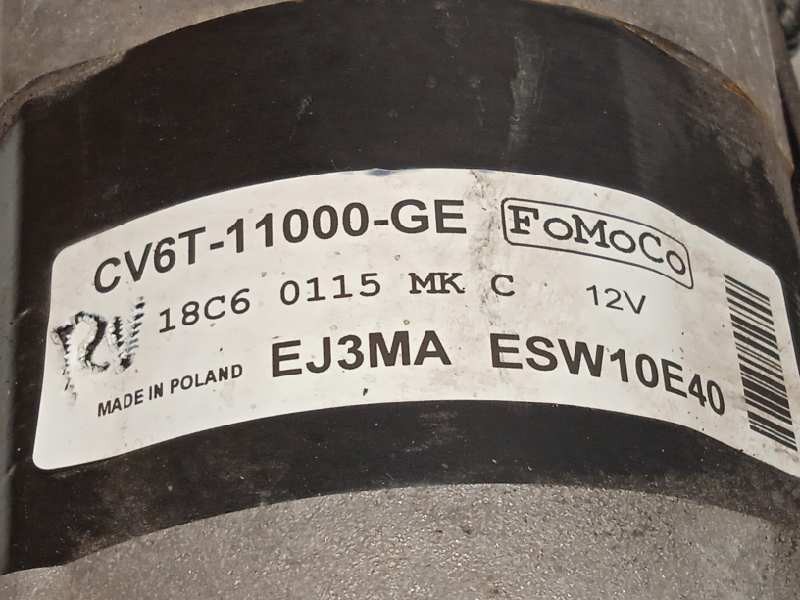 CV6T-11000-GE FoMoCo
18C6 0115 MK C 12V
MADE IN POLAND EJ3MA ESW10E40